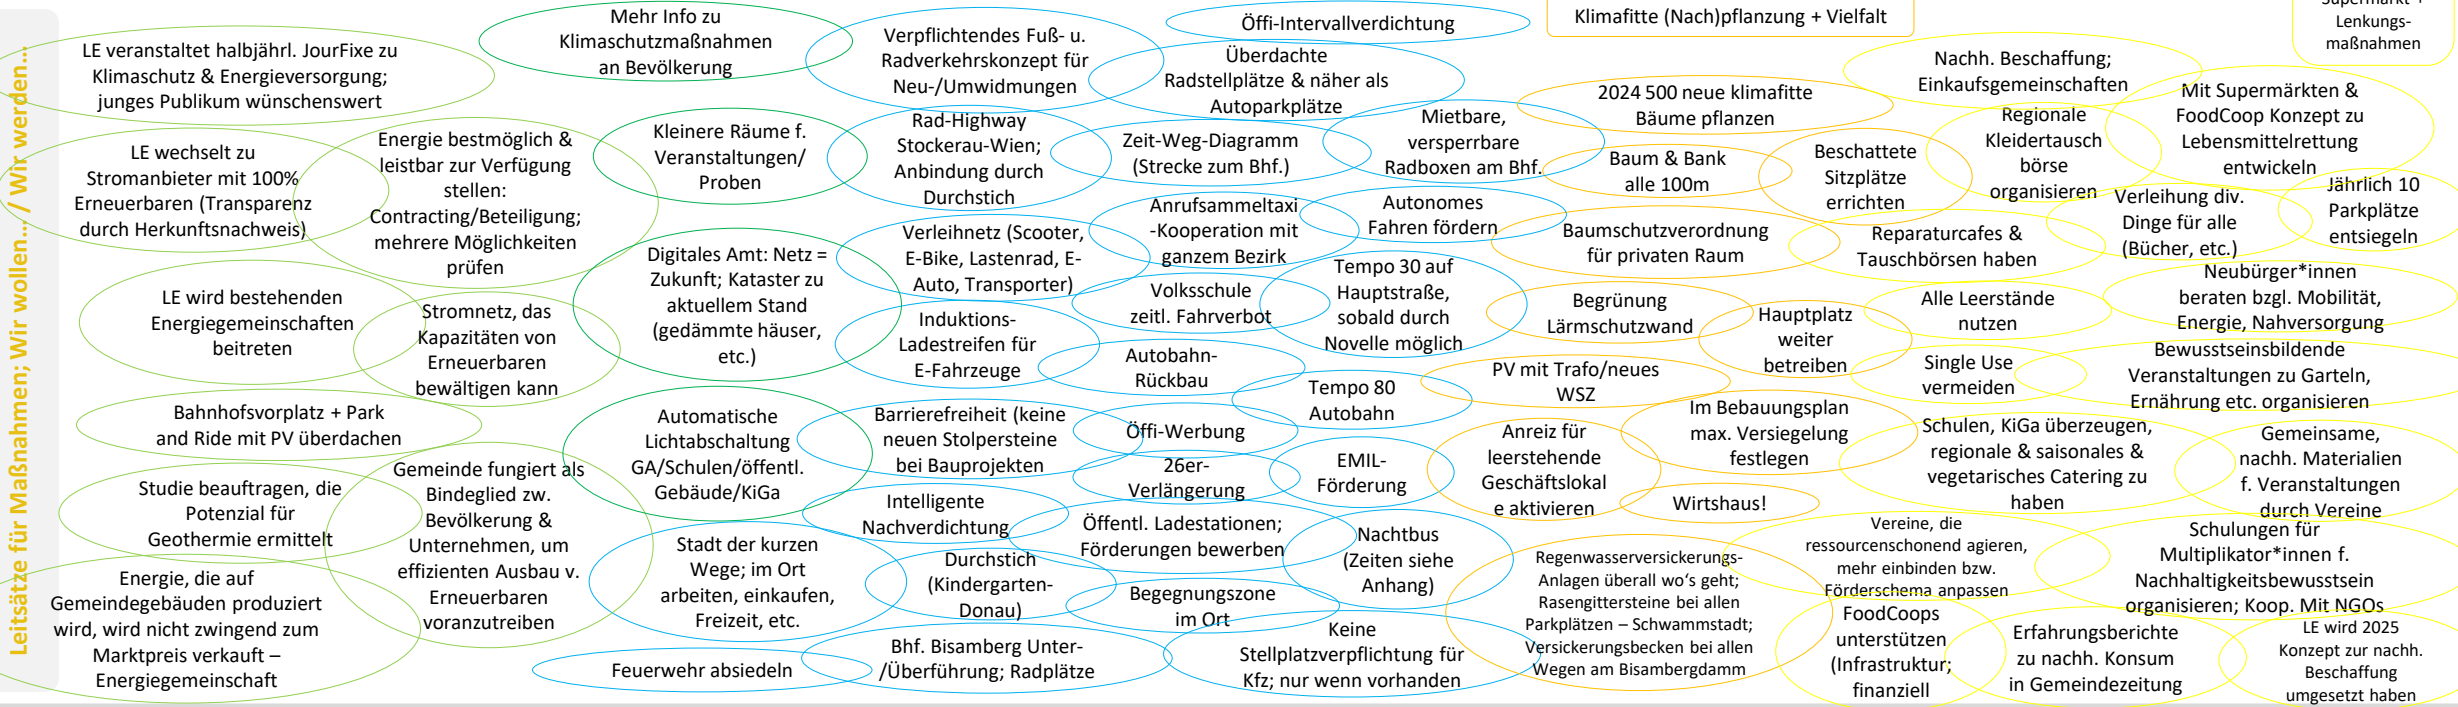 Leitsätze für Maßnahmen; Wir wollen… / Wir werden…
LE veranstaltet halbjährl. JourFixe zu
Klimaschutz & Energieversorgung;
junges Publikum wünschenswert
LE wechselt zu
Stromanbieter mit 100%
Erneuerbaren (Transparenz
durch Herkunftsnachweis)
Energie bestmöglich &
leistbar zur Verfügung
stellen:
Contracting/Beteiligung;
mehrere Möglichkeiten
prüfen
LE wird bestehenden
Energiegemeinschaften
beitreten
Stromnetz, das
Kapazitäten von
Erneuerbaren
bewältigen kann
Bahnhofsvorplatz + Park
and Ride mit PV überdachen
Studie beauftragen, die
Potenzial für
Geothermie ermittelt
Gemeinde fungiert als
Bindeglied zw.
Bevölkerung &
Unternehmen, um
effizienten Ausbau v.
Erneuerbaren
voranzutreiben
Energie, die auf
Gemeindegebäuden produziert
wird, wird nicht zwingend zum
Marktpreis verkauft –
Energiegemeinschaft
Mehr Info zu
Klimaschutzmaßnahmen
an Bevölkerung
Kleinere Räume f.
Veranstaltungen/
Proben
Digitales Amt: Netz =
Zukunft; Kataster zu
aktuellem Stand
(gedämmte häuser,
etc.)
Automatische
Lichtabschaltung
GA/Schulen/öffentl.
Gebäude/KiGa
Stadt der kurzen
Wege; im Ort
arbeiten, einkaufen,
Freizeit, etc.
Feuerwehr absiedeln
Verpflichtendes Fuß- u.
Radverkehrskonzept für
Neu-/Umwidmungen
Rad-Highway
Stockerau-Wien;
Anbindung durch
Durchstich
Verleihnetz (Scooter,
E-Bike, Lastenrad, E-
Auto, Transporter)
Induktions-
Ladestreifen für
E-Fahrzeuge
Barrierefreiheit (keine
neuen Stolpersteine
bei Bauprojekten
Intelligente
Nachverdichtung
Durchstich
(Kindergarten-
Donau)
Bhf. Bisamberg Unter-
/Überführung; Radplätze
Öffi-Intervallverdichtung
Überdachte
Radstellplätze & näher als
Autoparkplätze
Zeit-Weg-Diagramm
(Strecke zum Bhf.)
Mietbare,
versperrbare
Radboxen am Bhf.
Anrufsammeltaxi
-Kooperation mit
ganzem Bezirk
Autonomes
Fahren fördern
Volksschule
zeitl. Fahrverbot
Tempo 30 auf
Hauptstraße,
sobald durch
Novelle möglich
Autobahn-
Rückbau
Tempo 80
Autobahn
Öffi-Werbung
26er-
Verlängerung
EMIL-
Förderung
Öffentl. Ladestationen;
Förderungen bewerben
Nachtbus
(Zeiten siehe
Anhang)
Begegnungszone
im Ort
Keine
Stellplatzverpflichtung für
Kfz; nur wenn vorhanden
Klimafitte (Nach)pflanzung + Vielfalt
2024 500 neue klimafitte
Bäume pflanzen
Baum & Bank
alle 100m
Beschattete
Sitzplätze
errichten
Baumschutzverordnung
für privaten Raum
Begrünung
Lärmschutzwand
Hauptplatz
weiter
betreiben
PV mit Trafo/neues
WSZ
Im Bebauungsplan
max. Versiegelung
festlegen
Anreiz für
leerstehende
Geschäftslokal
e aktivieren
Wirtshaus!
Regenwasserversickerungs-
Anlagen überall wo's geht;
Rasengittersteine bei allen
Parkplätzen – Schwammstadt;
Versickerungsbecken bei allen
Wegen am Bisambergdamm
Supermarkt +
Lenkungs-
maßnahmen
Nachh. Beschaffung;
Einkaufsgemeinschaften
Regionale
Kleidertausch
börse
organisieren
Mit Supermärkten &
FoodCoop Konzept zu
Lebensmittelrettung
entwickeln
Verleihung div.
Dinge für alle
(Bücher, etc.)
Jährlich 10
Parkplätze
entsiegeln
Reparaturcafes &
Tauschbörsen haben
Neubürger*innen
beraten bzgl. Mobilität,
Energie, Nahversorgung
Alle Leerstände
nutzen
Single Use
vermeiden
Bewusstseinsbildende
Veranstaltungen zu Garteln,
Ernährung etc. organisieren
Schulen, KiGa überzeugen,
regionale & saisonales &
vegetarisches Catering zu
haben
Gemeinsame,
nachh. Materialien
f. Veranstaltungen
durch Vereine
Vereine, die
ressourcenschonend agieren,
mehr einbinden bzw.
Förderschema anpassen
Schulungen für
Multiplikator*innen f.
Nachhaltigkeitsbewusstsein
organisieren; Koop. Mit NGOs
FoodCoops
unterstützen
(Infrastruktur;
finanziell
Erfahrungsberichte
zu nachh. Konsum
in Gemeindezeitung
LE wird 2025
Konzept zur nachh.
Beschaffung
umgesetzt haben